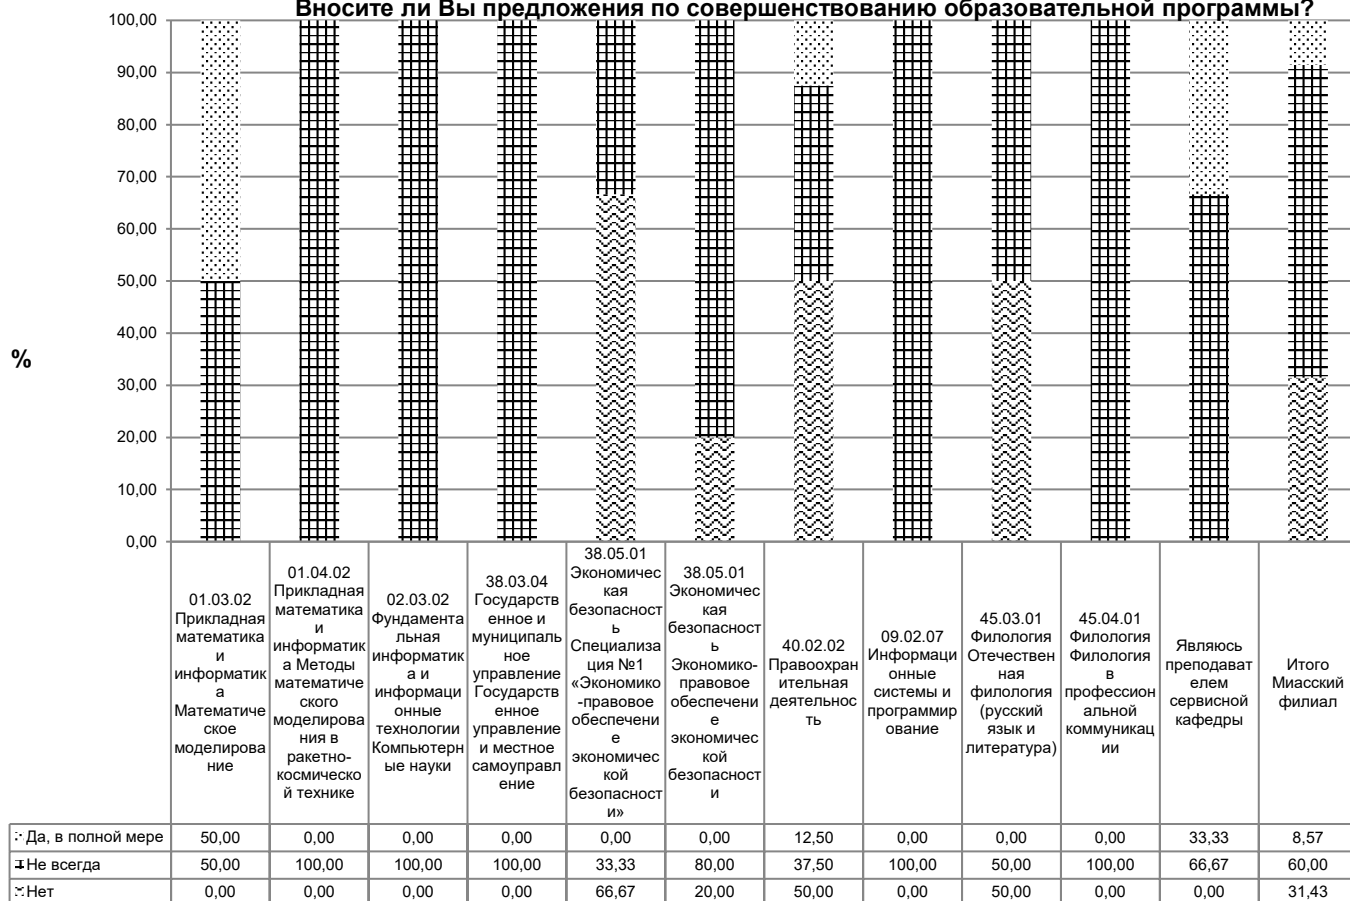 Вносите ли Вы предложения по совершенствованию образовательной программы?
100,00
90,00
80,00
70,00
60,00
50,00
40,00
30,00
20,00
10,00
0,00
%
01.03.02
Прикладная
математика
и
информатик
а
Математиче
ское
моделирова
ние
01.04.02
Прикладная
математика
и
информатик
а Методы
математиче
ского
моделирова
ния в
ракетно-
космическо
й технике
02.03.02
Фундамента
льная
информатик
а и
информаци
онные
технологии
Компьютерн
ые науки
38.03.04
Государств
енное и
муниципаль
ное
управление
Государств
енное
управление
и местное
самоуправл
ение
38.05.01
Экономичес
кая
безопасност
ь
Специализа
ция №1
«Экономико
-правовое
обеспечени
е
экономичес
кой
безопасност
и»
38.05.01
Экономичес
кая
безопасност
ь
Экономико-
правовое
обеспечени
е
экономичес
кой
безопасност
и
40.02.02
Правоохран
ительная
деятельнос
ть
09.02.07
Информаци
онные
системы и
программир
ование
45.03.01
Филология
Отечествен
ная
филология
(русский
язык и
литература)
45.04.01
Филология
Филология
в
профессион
альной
коммуникац
ии
Являюсь
преподават
елем
сервисной
кафедры
Итого
Миасский
филиал
Да, в полной мере 50,00 0,00 0,00 0,00 0,00 0,00 12,50 0,00 0,00 0,00 33,33 8,57
Не всегда 50,00 100,00 100,00 100,00 33,33 80,00 37,50 100,00 50,00 100,00 66,67 60,00
Нет 0,00 0,00 0,00 0,00 66,67 20,00 50,00 0,00 50,00 0,00 0,00 31,43